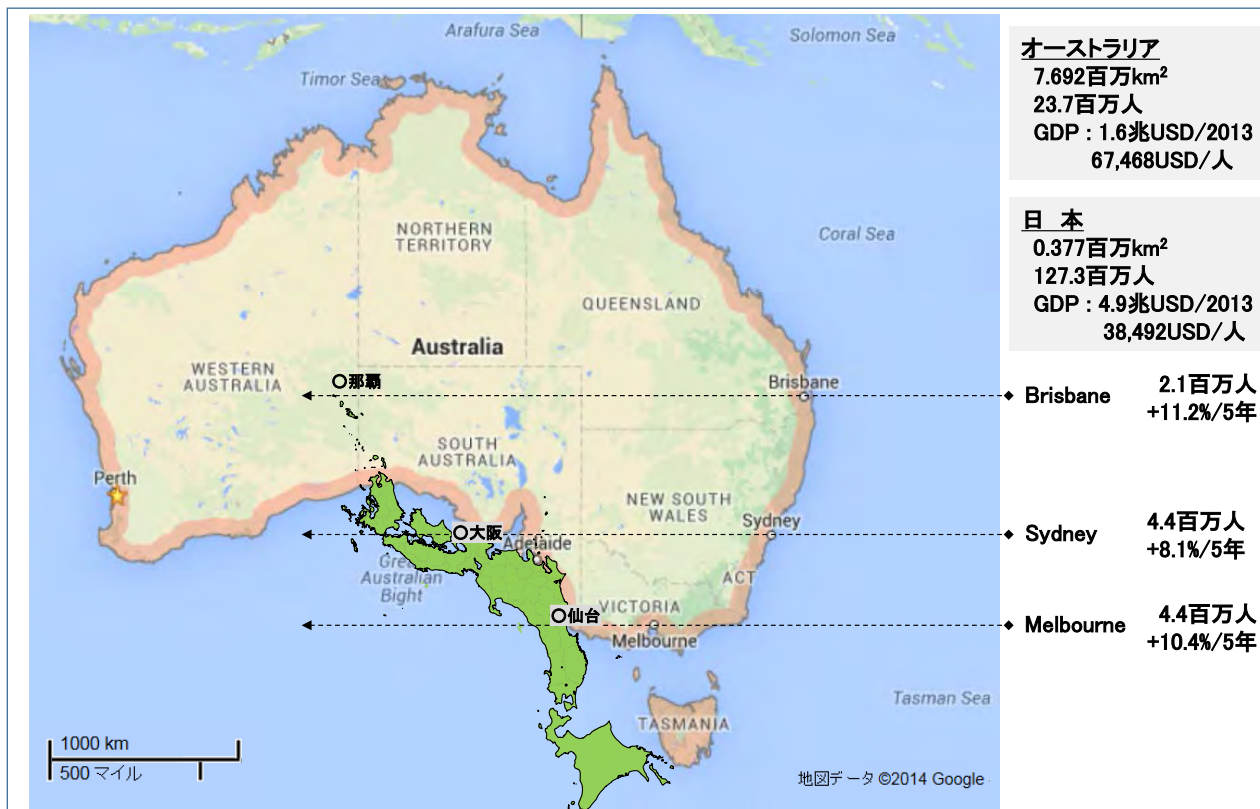 Arafura Sea
Solomon Sea
Timor Sea
NORTHERN
TERRITORY
Coral Sea
QUEENSLAND
Australia
WESTERN
AUSTRALIA
○那覇
Brisbane
SOUTH
AUSTRALIA
Perth
NEW SOUTH
WALES
Sydney
○大阪
Adelaide
Great
Australian
Bight
ACT
○仙台
VICTORIA
Melbourne
Tasman Sea
TASMANIA
1000 km
500 マイル
地図データ ©2014 Google
オーストラリア
7.692百万km²
23.7百万人
GDP : 1.6兆USD/2013
67,468USD/人
日 本
0.377百万km²
127.3百万人
GDP : 4.9兆USD/2013
38,492USD/人
Brisbane 2.1百万人
+11.2%/5年
Sydney 4.4百万人
+8.1%/5年
Melbourne 4.4百万人
+10.4%/5年